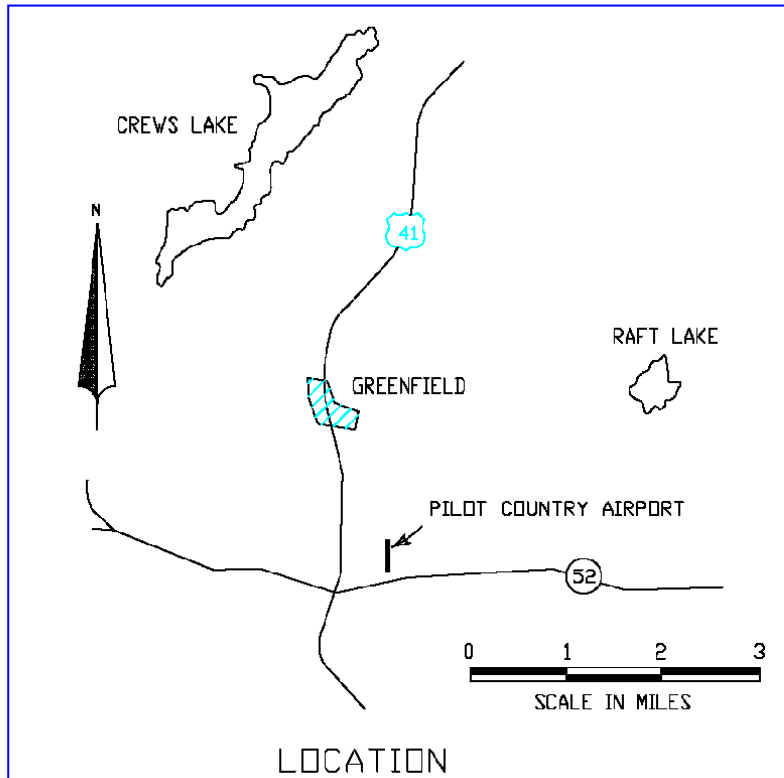 CREWS LAKE
N
41
RAFT LAKE
GREENFIELD
PILOT COUNTRY AIRPORT
52
0 1 2 3
SCALE IN MILES
LOCATION